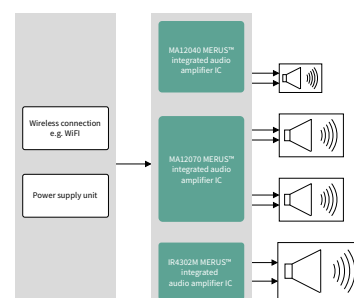 MA12040 MERUS™
integrated audio
amplifier IC
Wireless connection
e.g. WiFI
MA12070 MERUS™
integrated audio
amplifier IC
Power supply unit
IR4302M MERUS™
integrated
audio amplifier IC